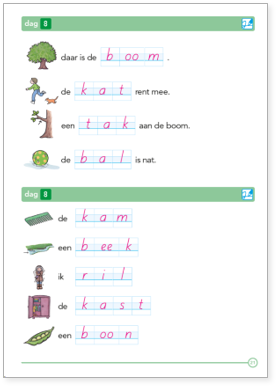 dag 8
daar is de boom.
de kat rent mee.
een tak aan de boom.
de bal is nat.
dag 8
de kam
een beek
ik ril
de kast
een boon